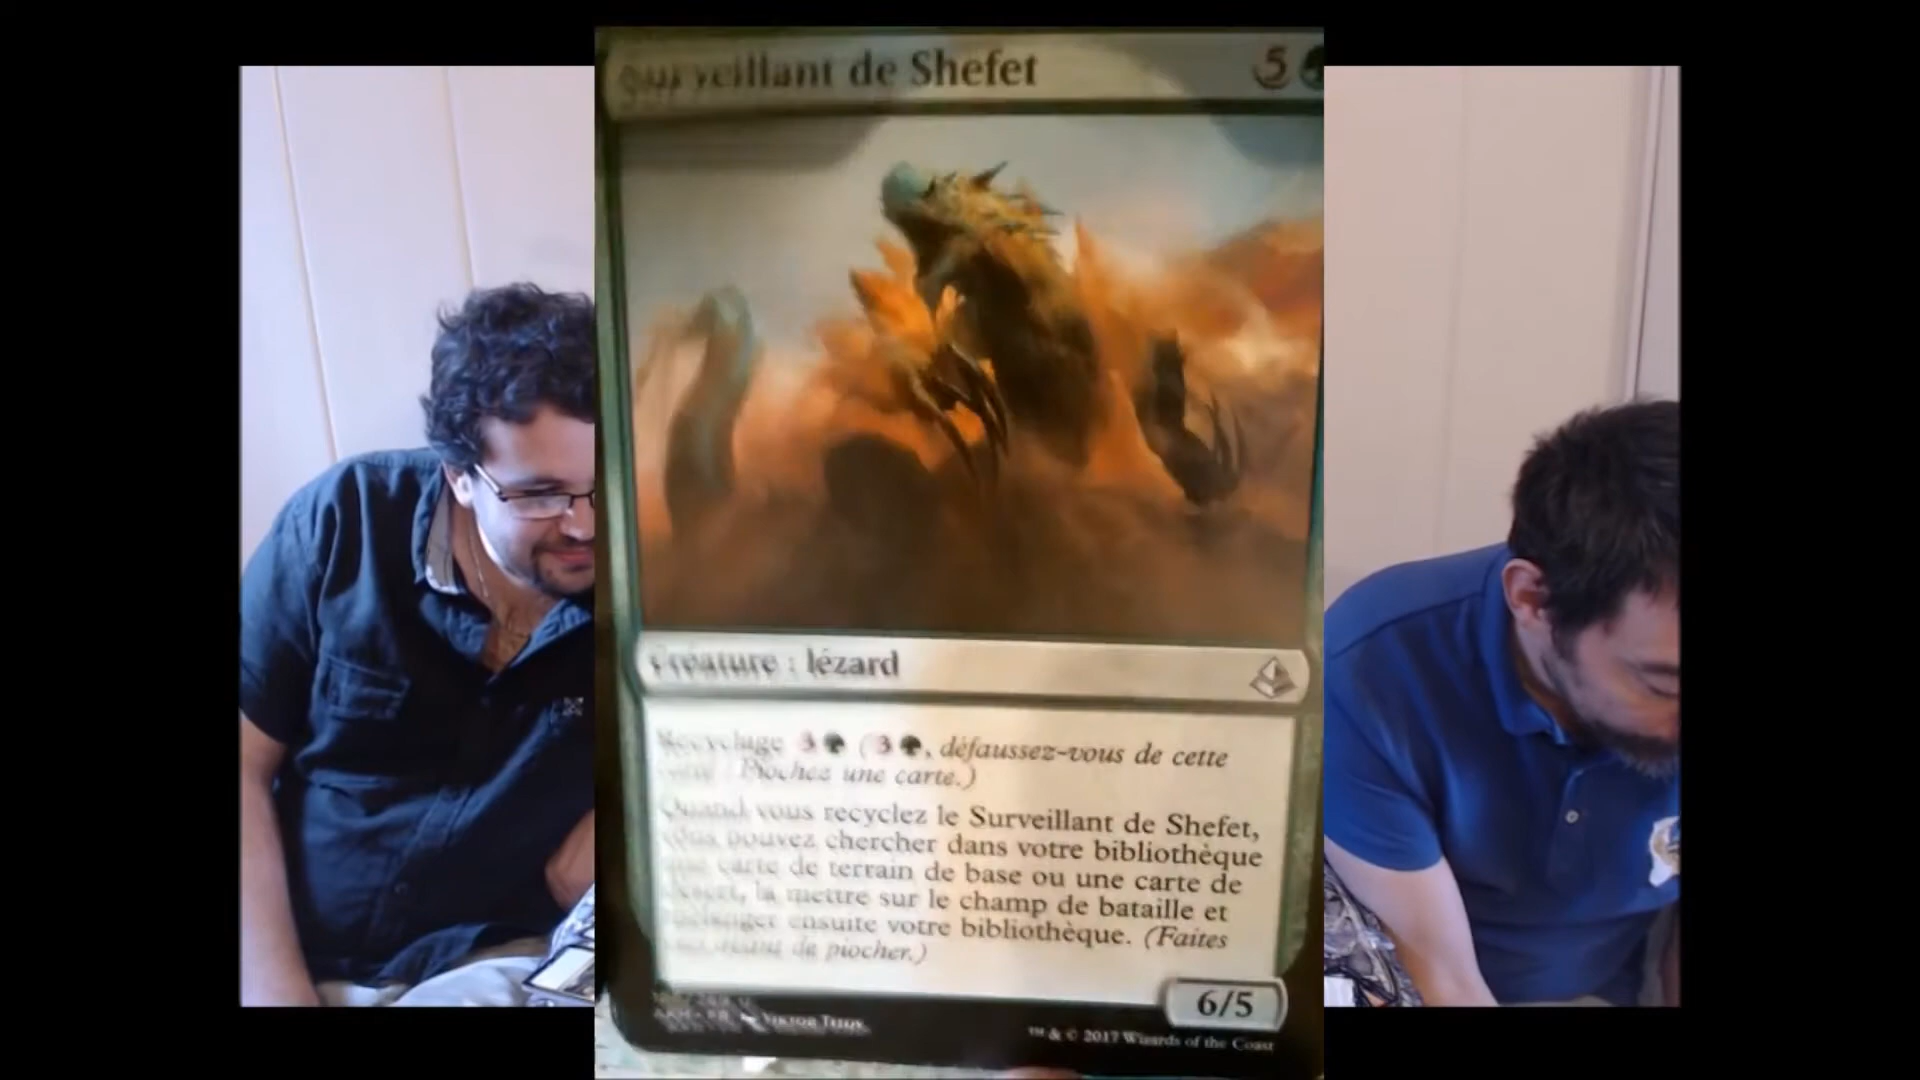 Surveillant de Shefet 5
Créature : lézard
Recyclage 3 (3, défaussez-vous de cette
carte : Piochez une carte.)
Quand vous recyclez le Surveillant de Shefet,
vous pouvez chercher dans votre bibliothèque
une carte de terrain de base ou une carte de
désert, la mettre sur le champ de bataille et
mélanger ensuite votre bibliothèque. (Faites
avant de piocher.)
6/5
™ & © 2017 Wizards of the Coast